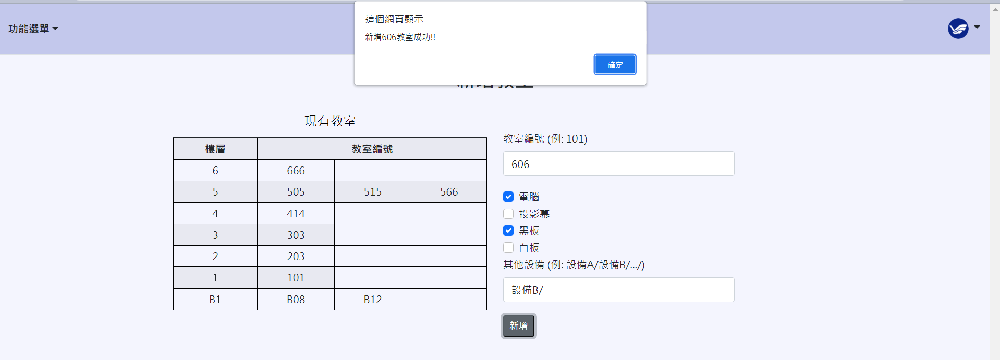 這個網頁顯示
新增606教室成功!!
確定
功能選單
現有教室
樓層 教室編號
6 666
5 505 515 566
4 414
3 303
2 203
1 101
B1 B08 B12
教室編號 (例: 101)
606
電腦
投影幕
黑板
白板
其他設備 (例: 設備A/設備B/.../)
設備B/
新增